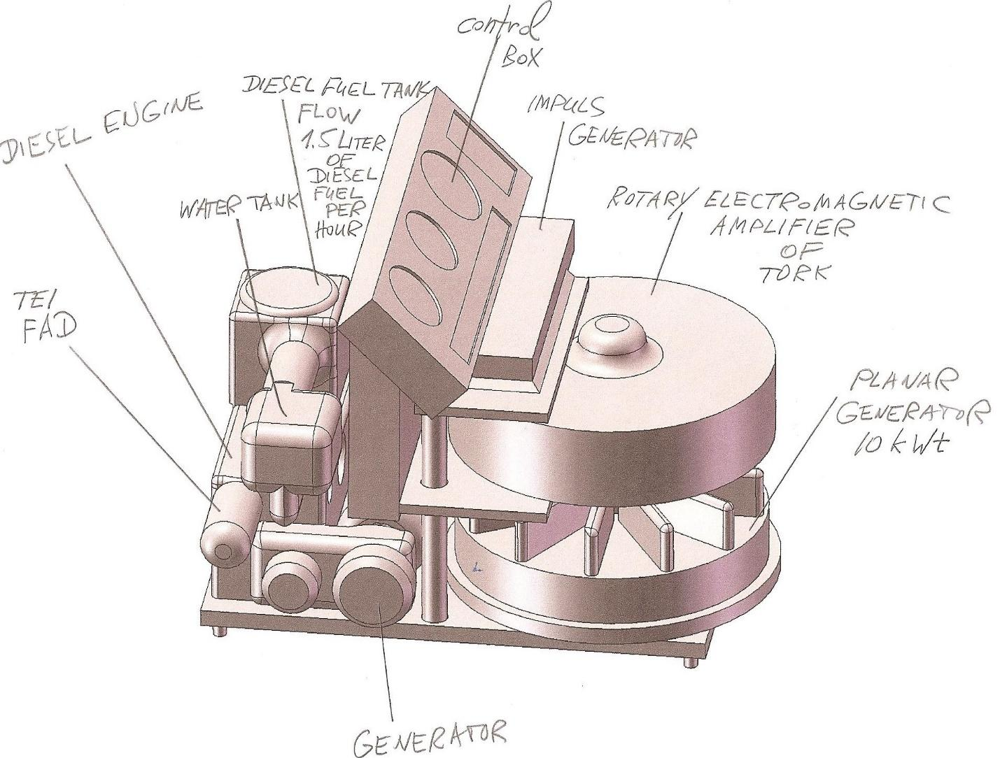 control
BOX
DIESEL FUEL TANK
FLOW
1.5 LITER
OF
DIESEL
FUEL
PER
HOUR
IMPULS
GENERATOR
DIESEL ENGINE
WATER TANK
ROTARY ELECTROMAGNETIC
AMPLIFIER
OF
TORK
TEI
FAD
PLANAR
GENERATOR
10 kWt
GENERATOR